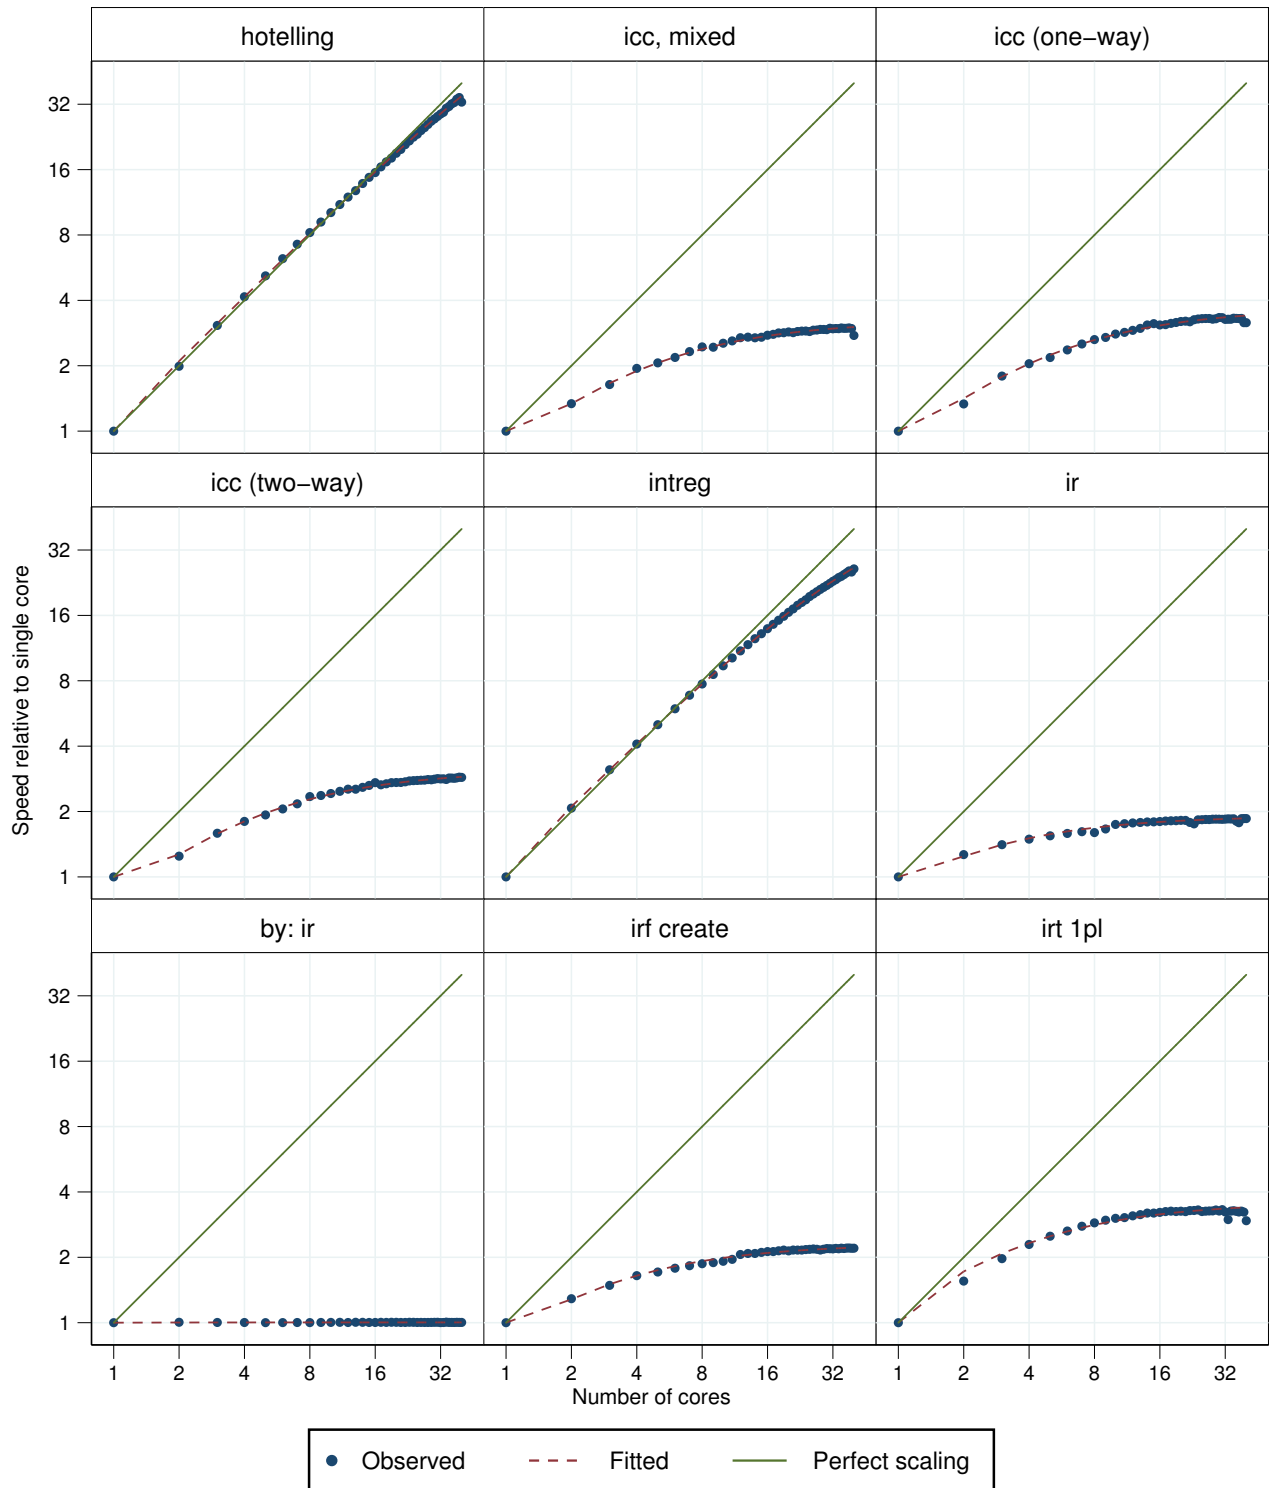 hotelling
icc, mixed
icc (one−way)
32
16
8
4
2
1
icc (two−way)
intreg
ir
Speed relative to single core
32
16
8
4
2
1
by: ir
irf create
irt 1pl
32
16
8
4
2
1
1 2 4 8 16 32
1 2 4 8 16 32
1 2 4 8 16 32
Number of cores
Observed Fitted Perfect scaling